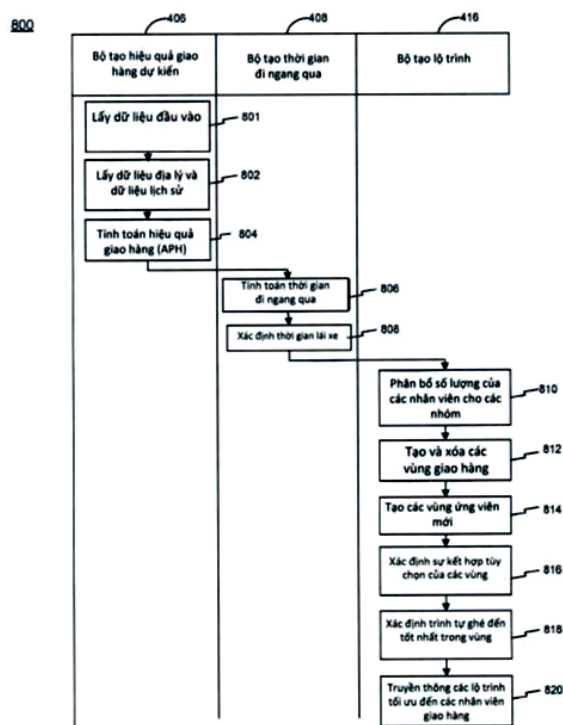 800
406
408
416
Bộ tạo hiệu quả giao
hàng dự kiến
Bộ tạo thời gian
đi ngang qua
Bộ tạo lộ trình
Lấy dữ liệu đầu vào
801
Lấy dữ liệu địa lý và
dữ liệu lịch sử
802
Tính toán hiệu quả
giao hàng (APH)
804
Tính toán thời gian
đi ngang qua
806
Xác định thời gian lái xe
808
Phân bổ số lượng của
các nhân viên cho các
nhóm
810
Tạo và xóa các
vùng giao hàng
812
Tạo các vùng ứng viên
mới
814
Xác định sự kết hợp tùy
chọn của các vùng
816
Xác định trình tự ghé đến
tốt nhất trong vùng
818
Truyền thông các lộ trình
tối ưu đến các nhân viên
giao hàng
820